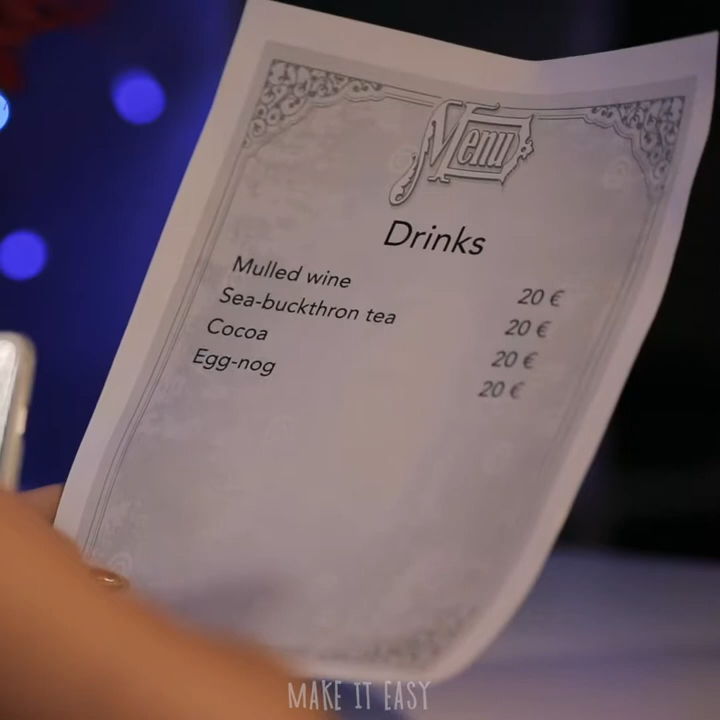 Menu
Drinks
Mulled wine 20 €
Sea-buckthron tea 20 €
Cocoa 20 €
Egg-nog 20 €
MAKE IT EASY